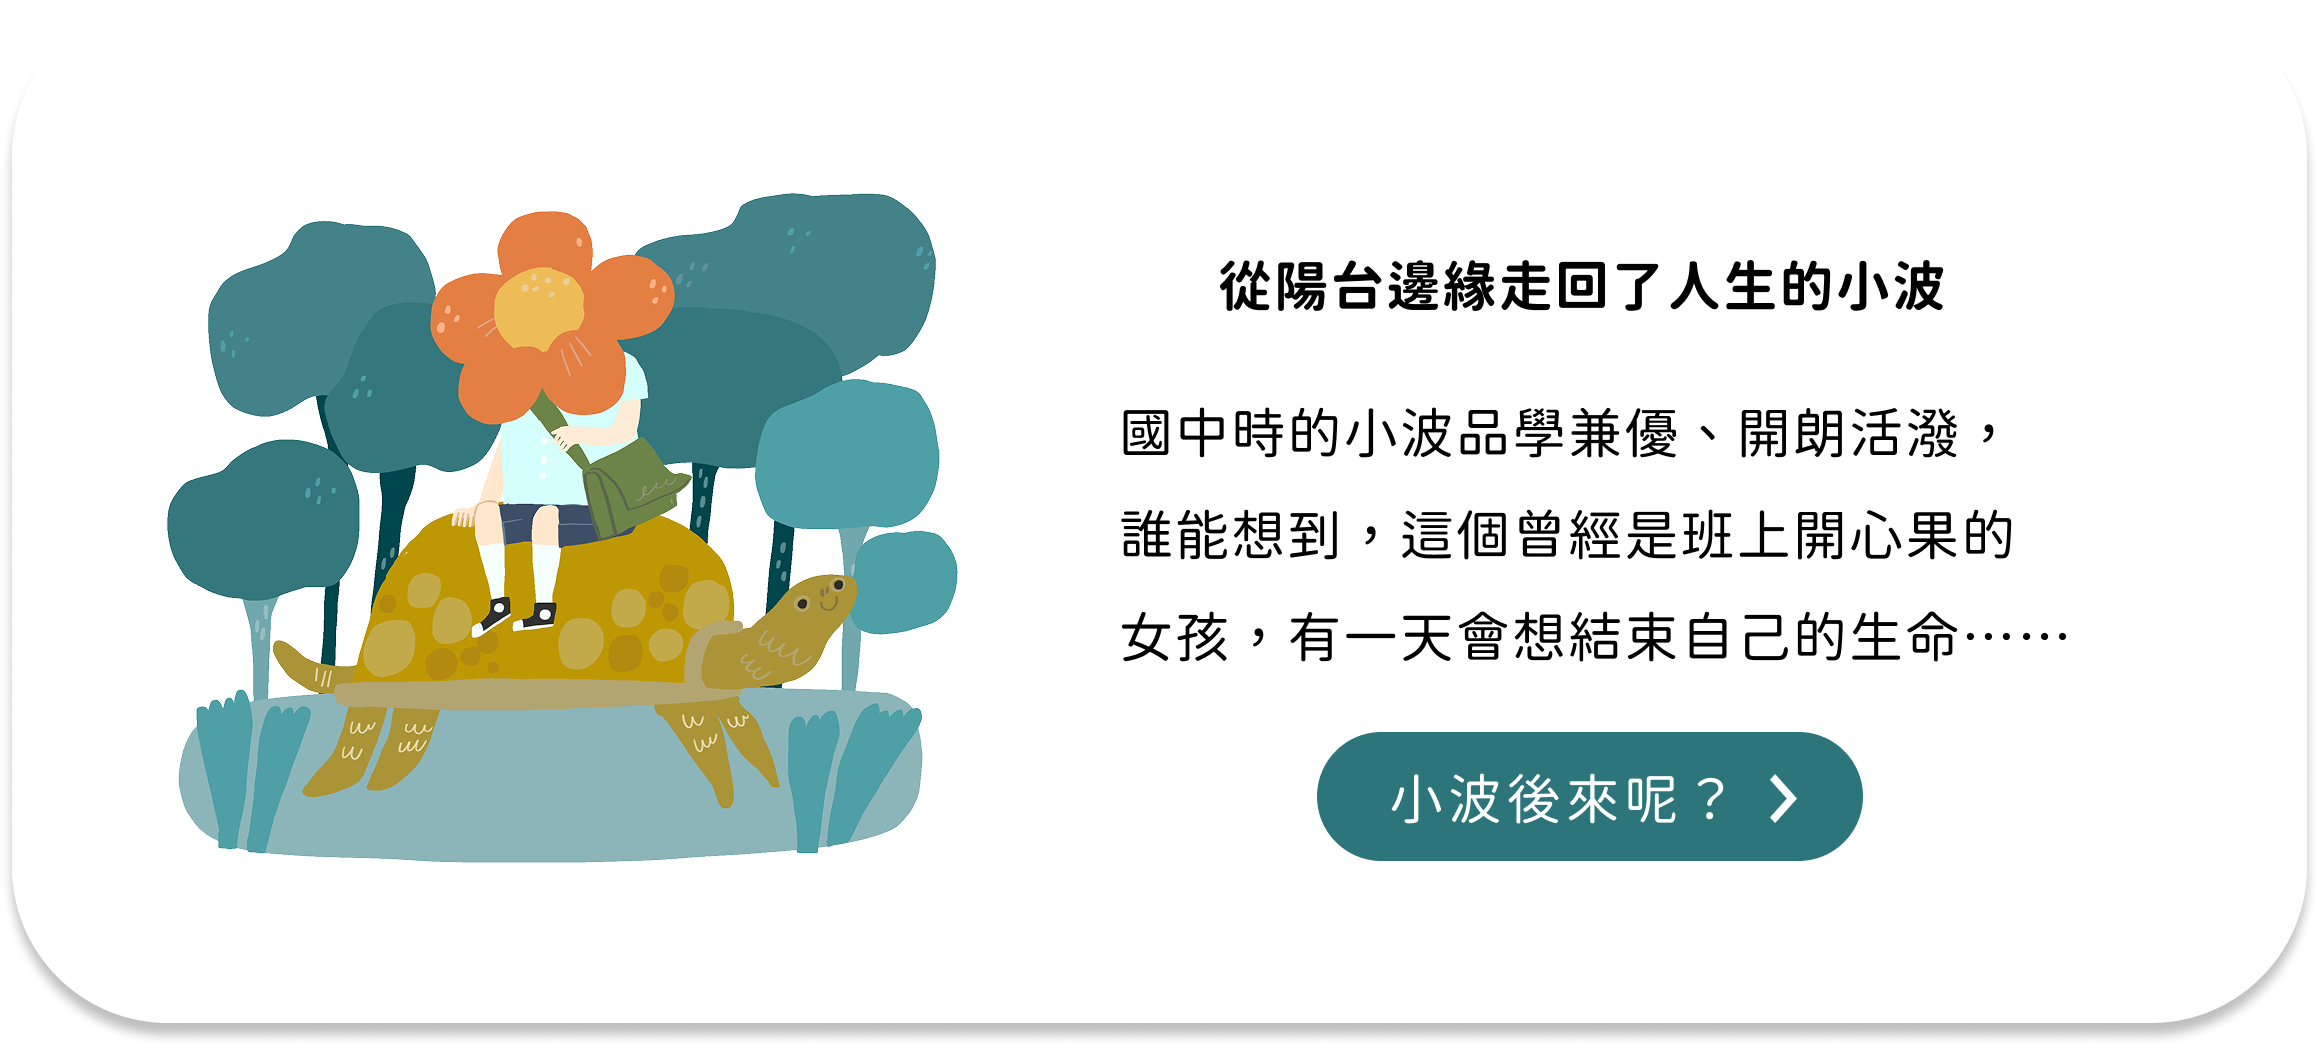 從陽台邊緣走回了人生的小波
國中時的小波品學兼優、開朗活潑，
誰能想到，這個曾經是班上開心果的
女孩，有一天會想結束自己的生命……
小波後來呢？